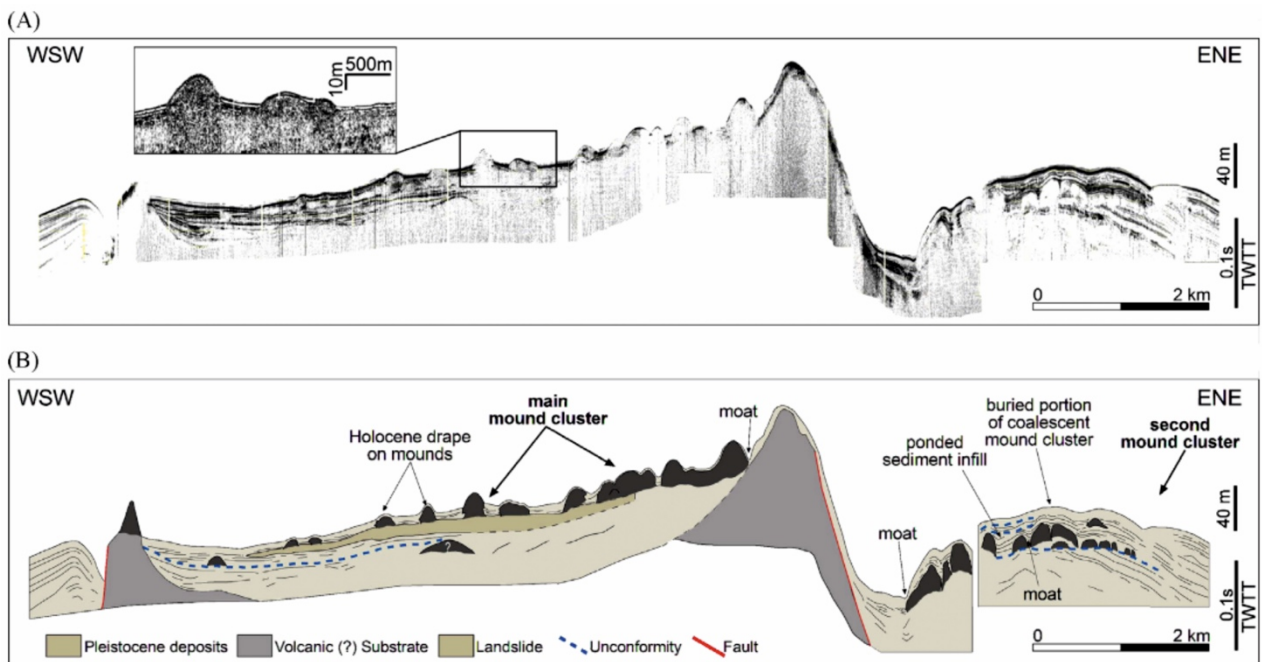 (A)
WSW
ENE
10m
500m
40 m
0.1s
TWTT
0
2 km
(B)
WSW
ENE
main
mound cluster
Holocene drape
on mounds
moat
ponded
sediment infill
buried portion
of coalescent
mound cluster
second
mound cluster
40 m
?
moat
moat
0.1s
TWTT
0
2 km
Pleistocene deposits
Volcanic (?) Substrate
Landslide
Unconformity
Fault